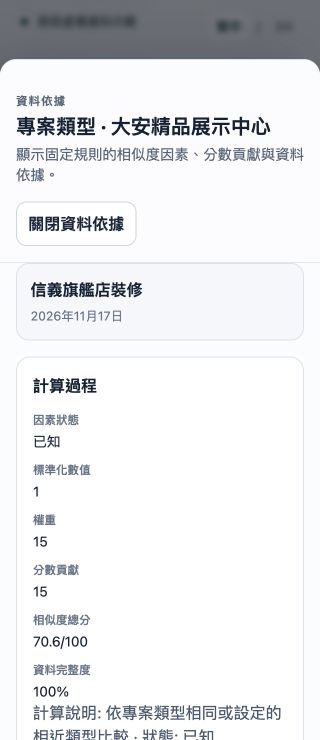 資料依據
專案類型 · 大安精品展示中心
顯示固定規則的相似度因素、分數貢獻與資料
依據。
關閉資料依據
信義旗艦店裝修
2026年11月17日
計算過程
因素狀態
已知
標準化數值
1
權重
15
分數貢獻
15
相似度總分
70.6/100
資料完整度
100%
計算說明: 依專案類型相同或設定的
相近類型比較 · 狀態: 已知